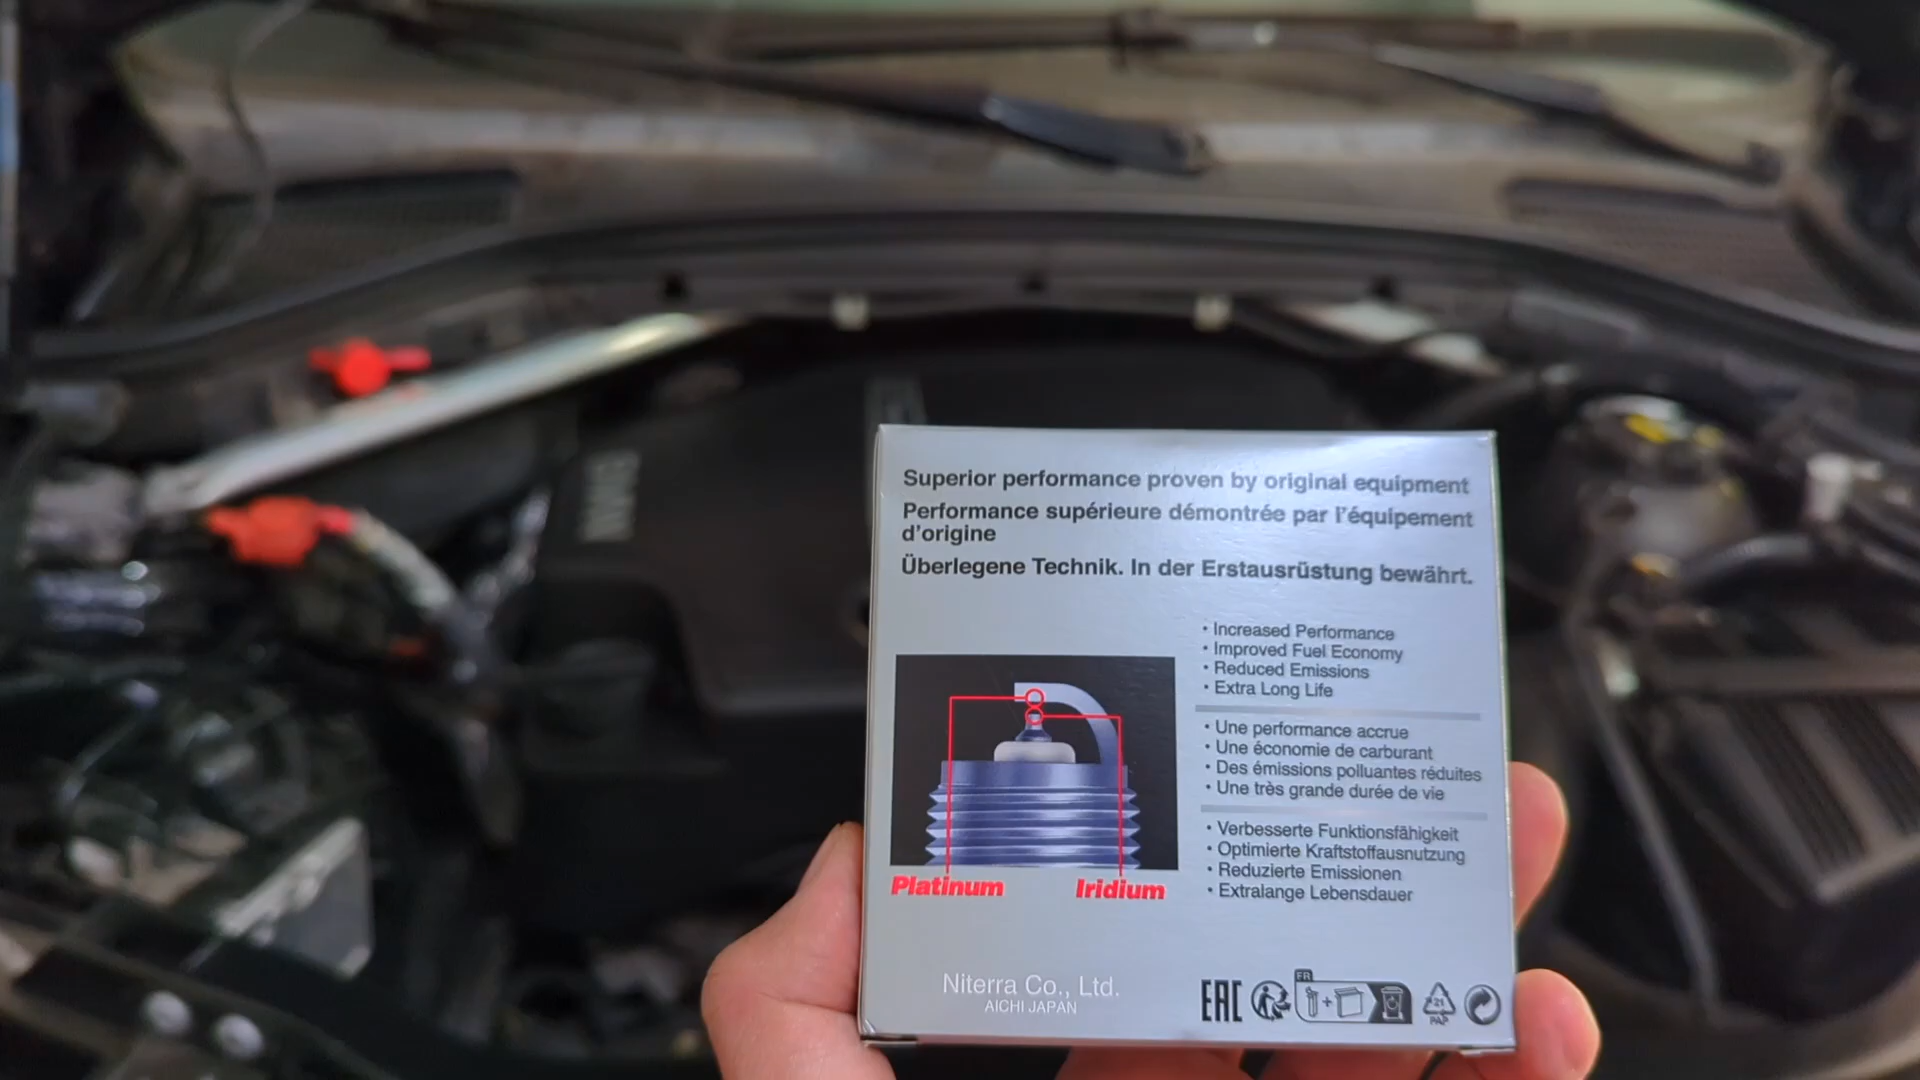 Superior performance proven by original equipment
Performance supérieure démontrée par l'équipement
d'origine
Überlegene Technik. In der Erstausrüstung bewährt.
• Increased Performance
• Improved Fuel Economy
• Reduced Emissions
• Extra Long Life
• Une performance accrue
• Une économie de carburant
• Des émissions polluantes réduites
• Une très grande durée de vie
• Verbesserte Funktionsfähigkeit
• Optimierte Kraftstoffausnutzung
• Reduzierte Emissionen
• Extralange Lebensdauer
Platinum
Iridium
Niterra Co., Ltd.
AICHI JAPAN
EAC
FR
+
21
PAP